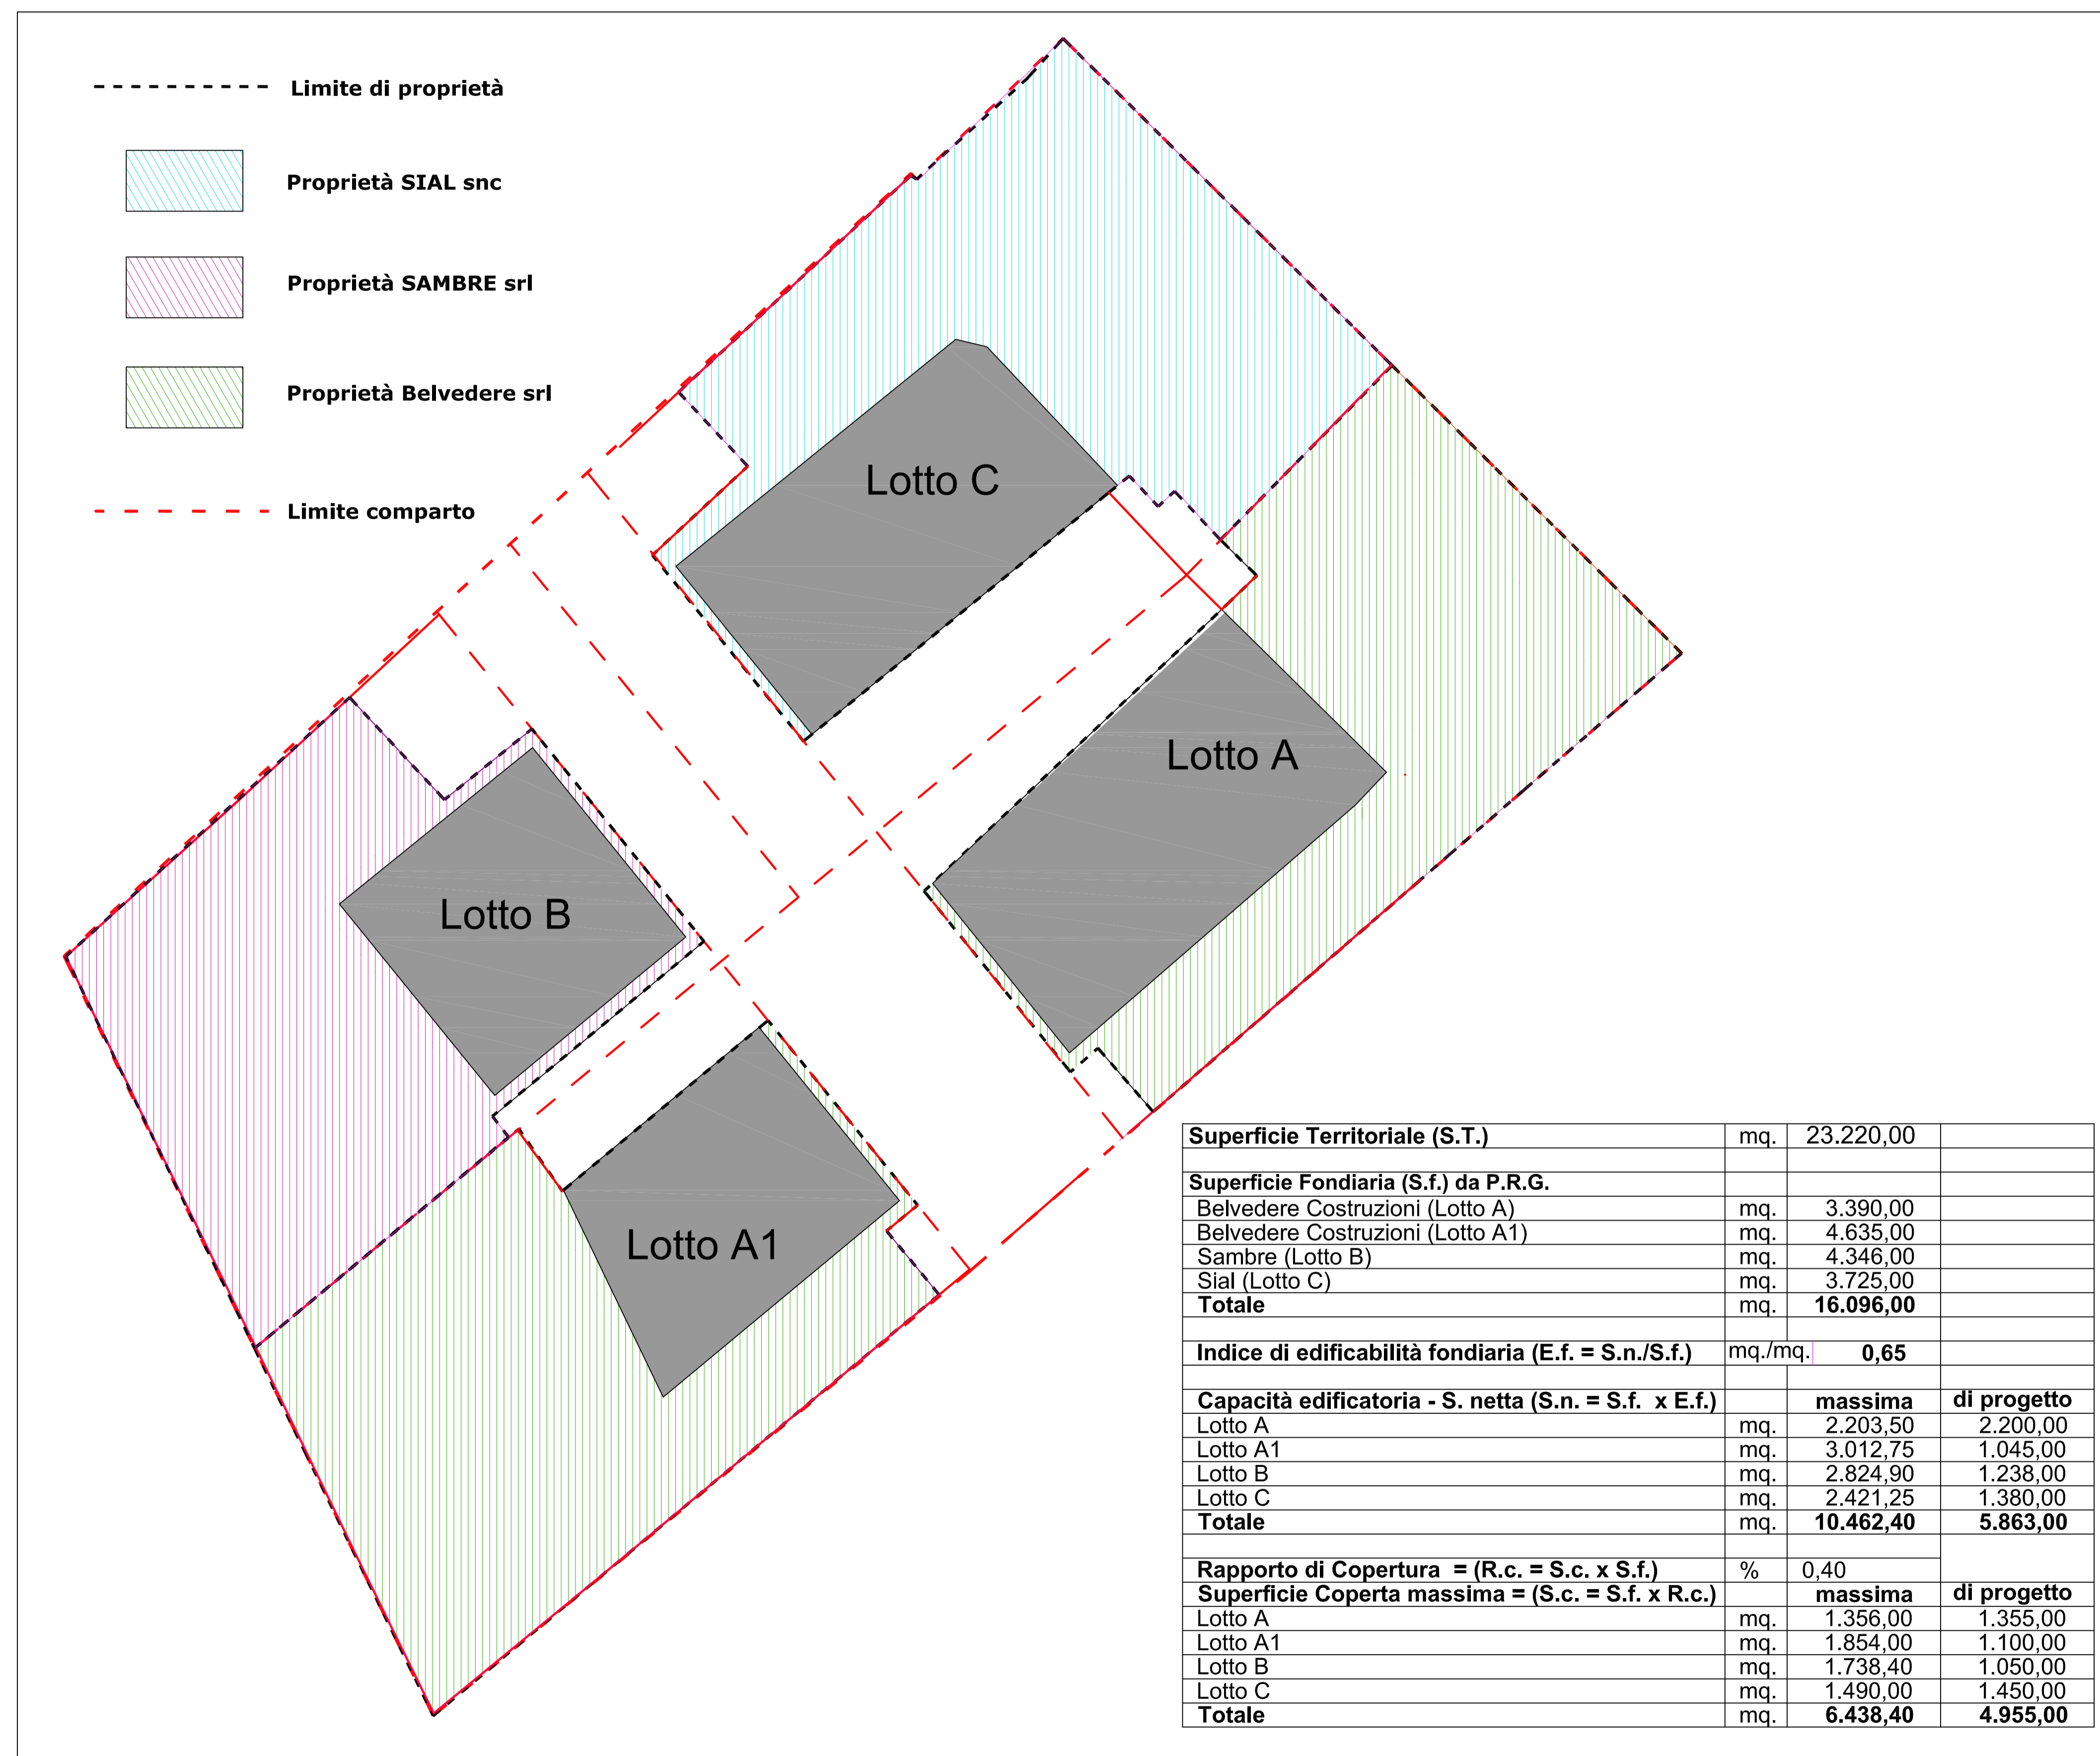 Limite di proprietà
Proprietà SIAL snc
Proprietà SAMBRE srl
Proprietà Belvedere srl
Limite comparto
Lotto C
Lotto A
Lotto B
Lotto A1
Superficie Territoriale (S.T.) mq. 23.220,00
Superficie Fondiaria (S.f.) da P.R.G.
Belvedere Costruzioni (Lotto A) mq. 3.390,00
Belvedere Costruzioni (Lotto A1) mq. 4.635,00
Sambre (Lotto B) mq. 4.346,00
Sial (Lotto C) mq. 3.725,00
Totale mq. 16.096,00
Indice di edificabilità fondiaria (E.f. = S.n./S.f.) mq./mq. 0,65
Capacità edificatoria - S. netta (S.n. = S.f. x E.f.) massima di progetto
Lotto A mq. 2.203,50 2.200,00
Lotto A1 mq. 3.012,75 1.045,00
Lotto B mq. 2.824,90 1.238,00
Lotto C mq. 2.421,25 1.380,00
Totale mq. 10.462,40 5.863,00
Rapporto di Copertura = (R.c. = S.c. x S.f.) % 0,40
Superficie Coperta massima = (S.c. = S.f. x R.c.) massima di progetto
Lotto A mq. 1.356,00 1.355,00
Lotto A1 mq. 1.854,00 1.100,00
Lotto B mq. 1.738,40 1.050,00
Lotto C mq. 1.490,00 1.450,00
Totale mq. 6.438,40 4.955,00